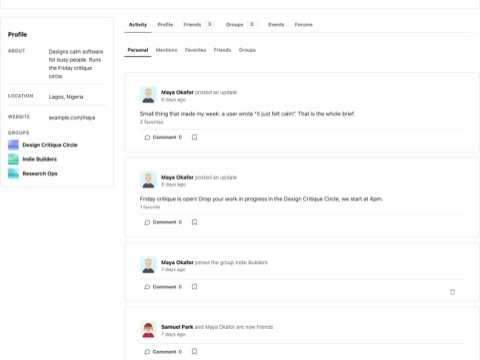 Profile
ABOUT Designs calm software
for busy people. Runs
the Friday critique
circle.
LOCATION Lagos, Nigeria
WEBSITE example.com/maya
GROUPS
Design Critique Circle
Indie Builders
Research Ops
Activity Profile Friends 3 Groups 3 Events Forums
Personal Mentions Favorites Friends Groups
Maya Okafor posted an update
5 days ago
Small thing that made my week: a user wrote "it just felt calm". That is the whole brief.
2 favorites
Comment 0
Maya Okafor posted an update
6 days ago
Friday critique is open! Drop your work in progress in the Design Critique Circle, we start at 4pm.
1 favorite
Comment 0
Maya Okafor joined the group Indie Builders
7 days ago
Comment 0
Samuel Park and Maya Okafor are now friends
7 days ago
Comment 0